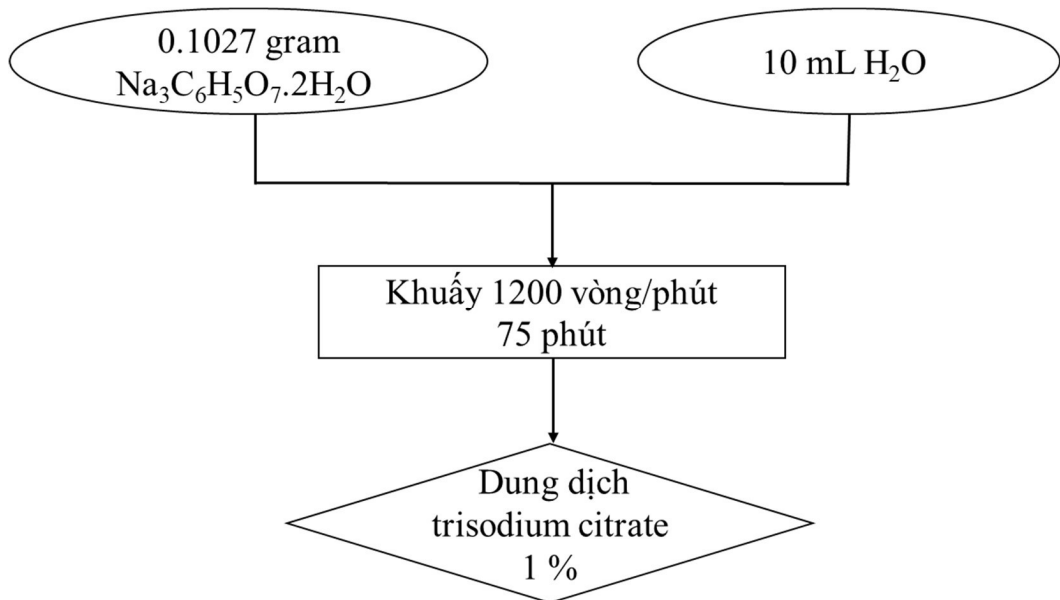 0.1027 gram
Na₃C₆H₅O₇.2H₂O
10 mL H₂O
Khuấy 1200 vòng/phút
75 phút
Dung dịch
trisodium citrate
1 %